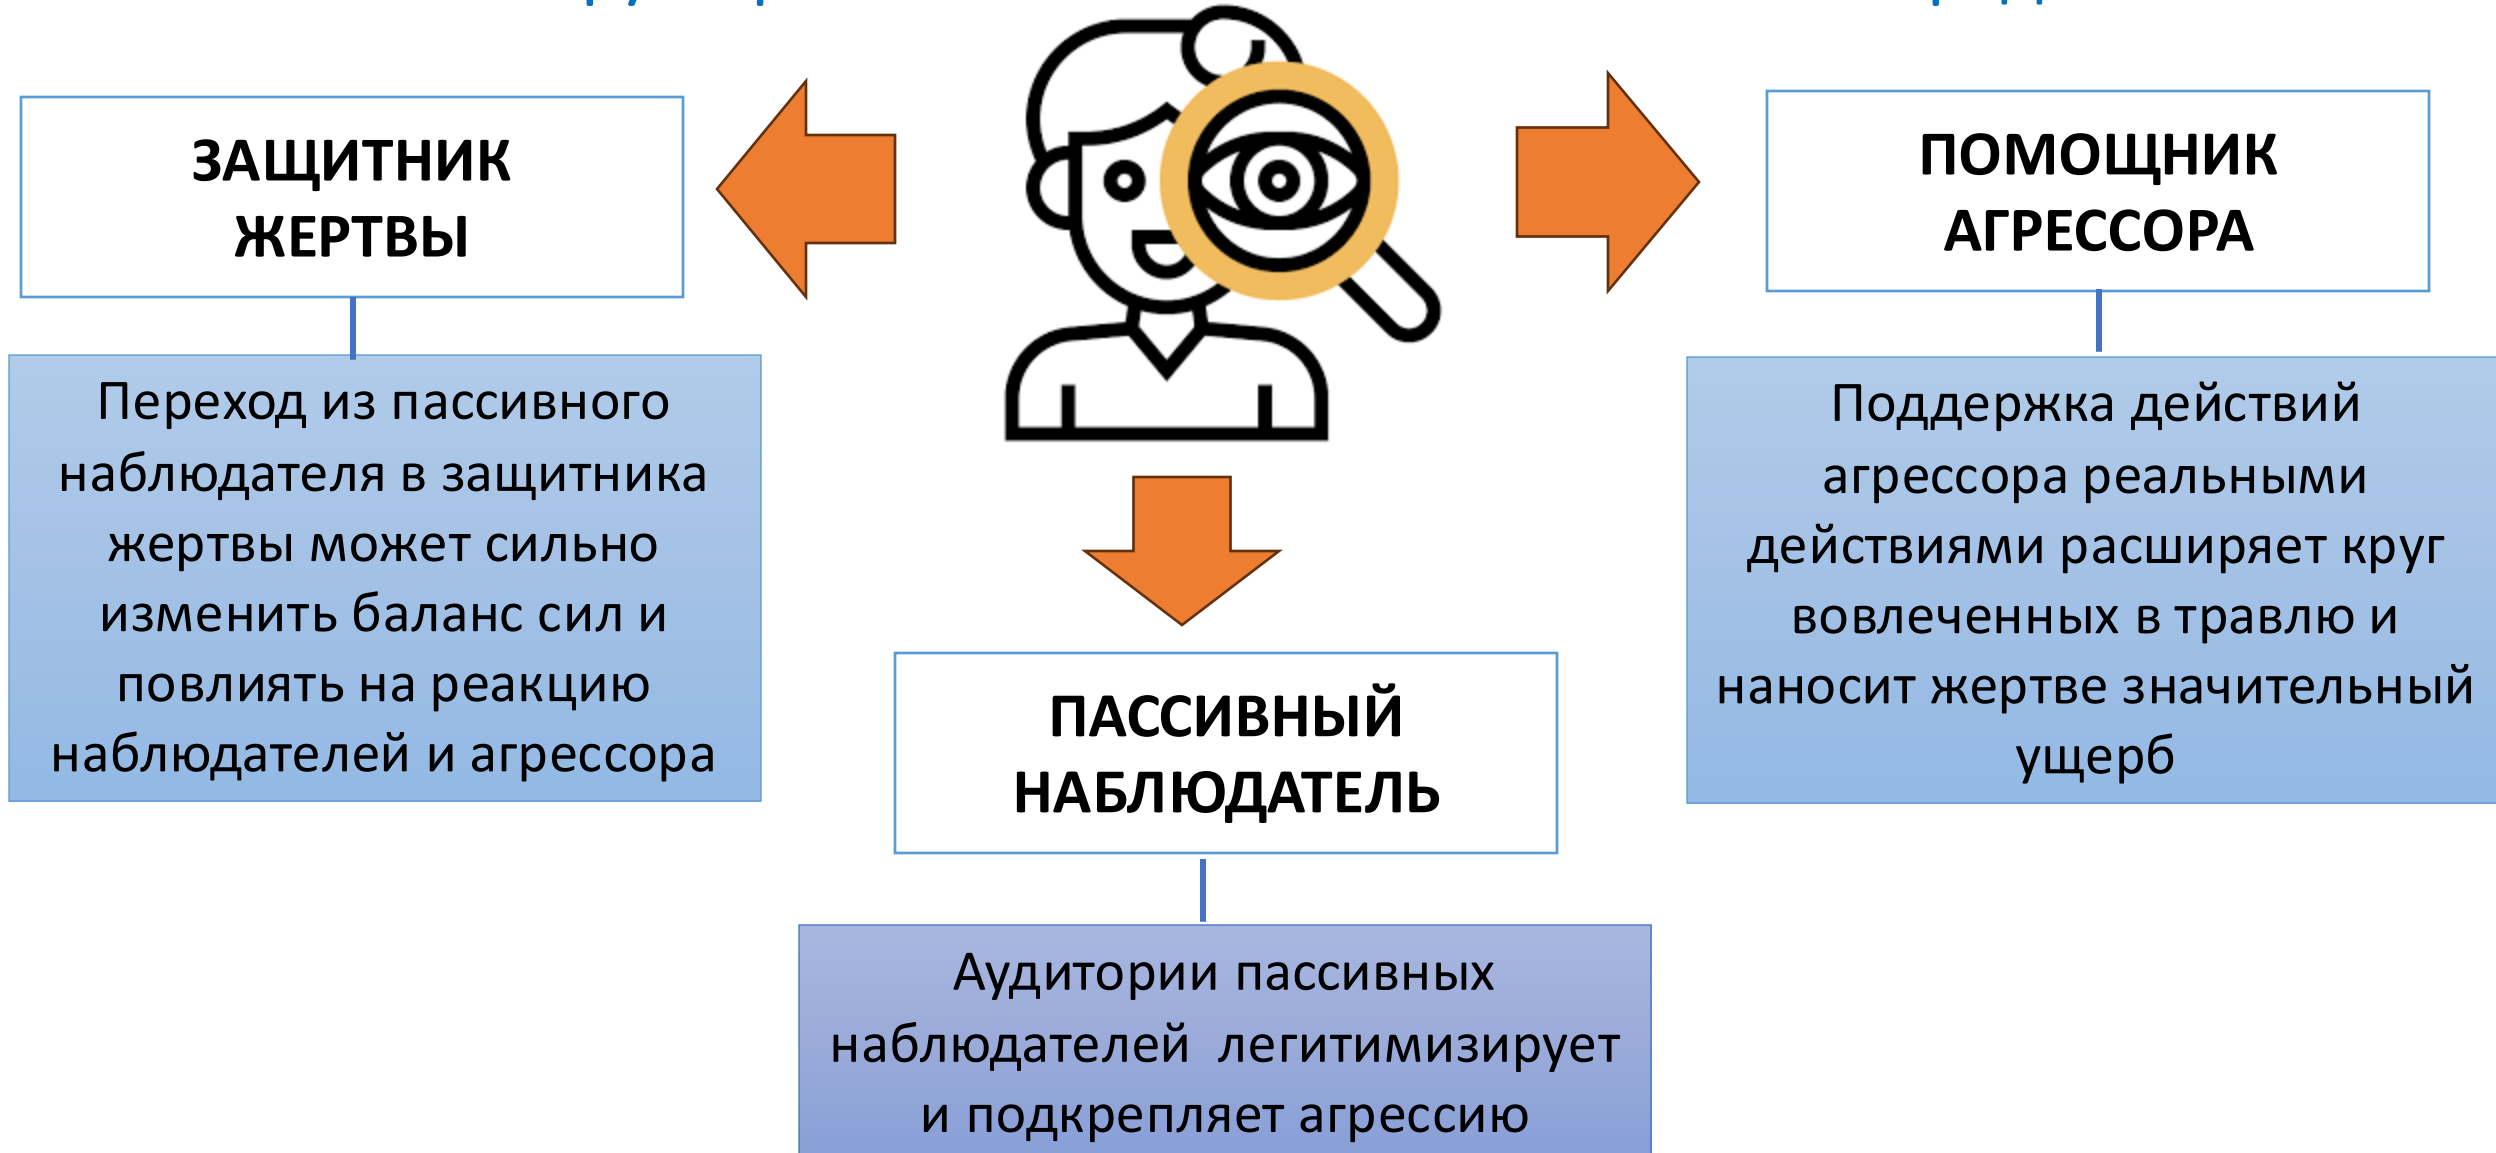 ЗАЩИТНИК
ЖЕРТВЫ
Переход из пассивного
наблюдателя в защитника
жертвы может сильно
изменить баланс сил и
повлиять на реакцию
наблюдателей и агрессора
ПАССИВНЫЙ
НАБЛЮДАТЕЛЬ
Аудитории пассивных
наблюдателей легитимизирует
и подкрепляет агрессию
ПОМОЩНИК
АГРЕССОРА
Поддержка действий
агрессора реальными
действиями расширяет круг
вовлеченных в травлю и
наносит жертве значительный
ущерб